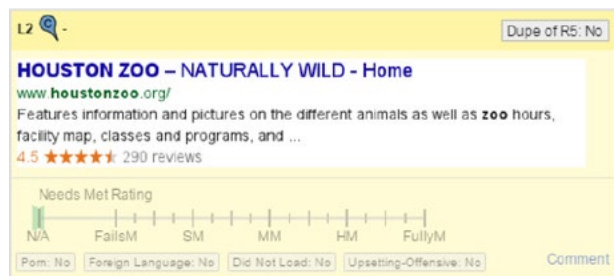 L2 C -
Dupe of R5: No
HOUSTON ZOO – NATURALLY WILD - Home
www.houstonzoo.org/
Features information and pictures on the different animals as well as zoo hours,
facility map, classes and programs, and ...
4.5 ★★★★★ 290 reviews
Needs Met Rating
N/A FailsM SM MM HM FullyM
Porn: No Foreign Language: No Did Not Load: No Upsetting-Offensive: No Comment